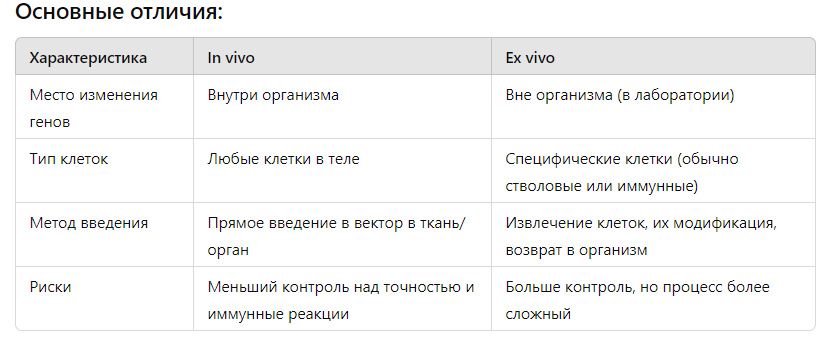 Основные отличия:
Характеристика In vivo Ex vivo
Место изменения генов Внутри организма Вне организма (в лаборатории)
Тип клеток Любые клетки в теле Специфические клетки (обычно стволовые или иммунные)
Метод введения Прямое введение в вектор в ткань/орган Извлечение клеток, их модификация, возврат в организм
Риски Меньший контроль над точностью и иммунные реакции Больше контроль, но процесс более сложный